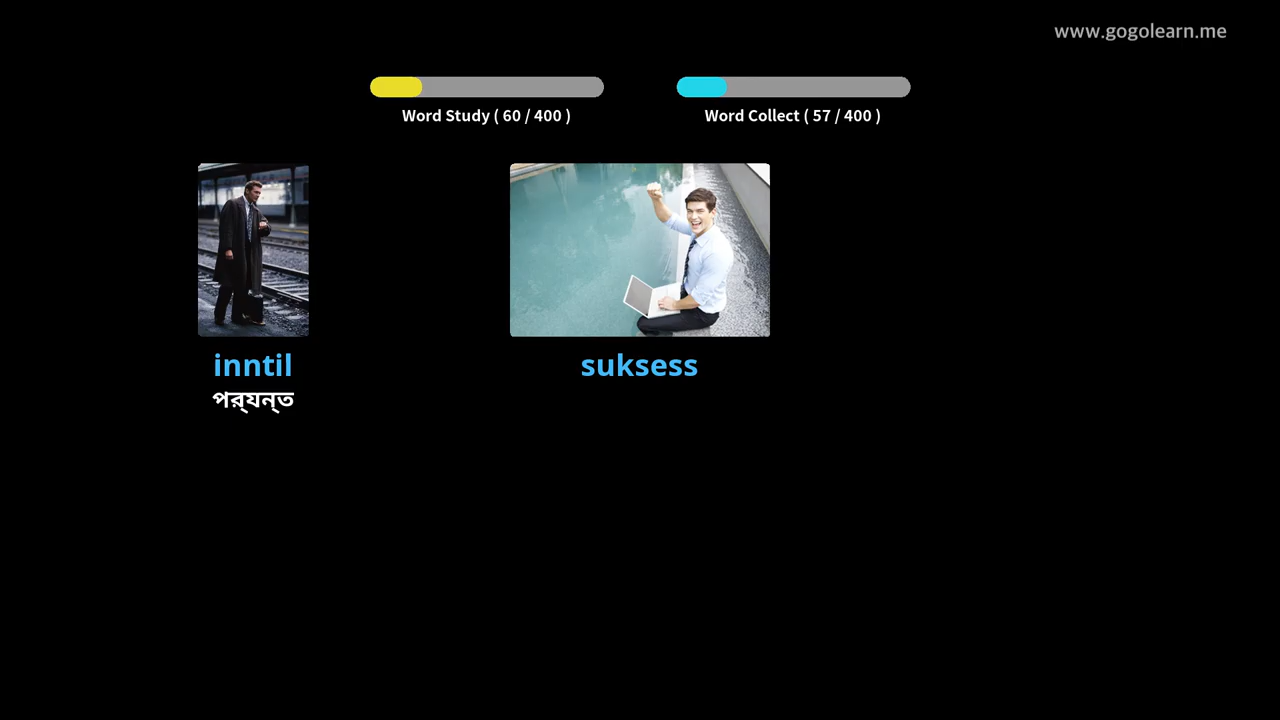 www.gogolearn.me
Word Study ( 60 / 400 )
Word Collect ( 57 / 400 )
inntil
পর্যন্ত
suksess